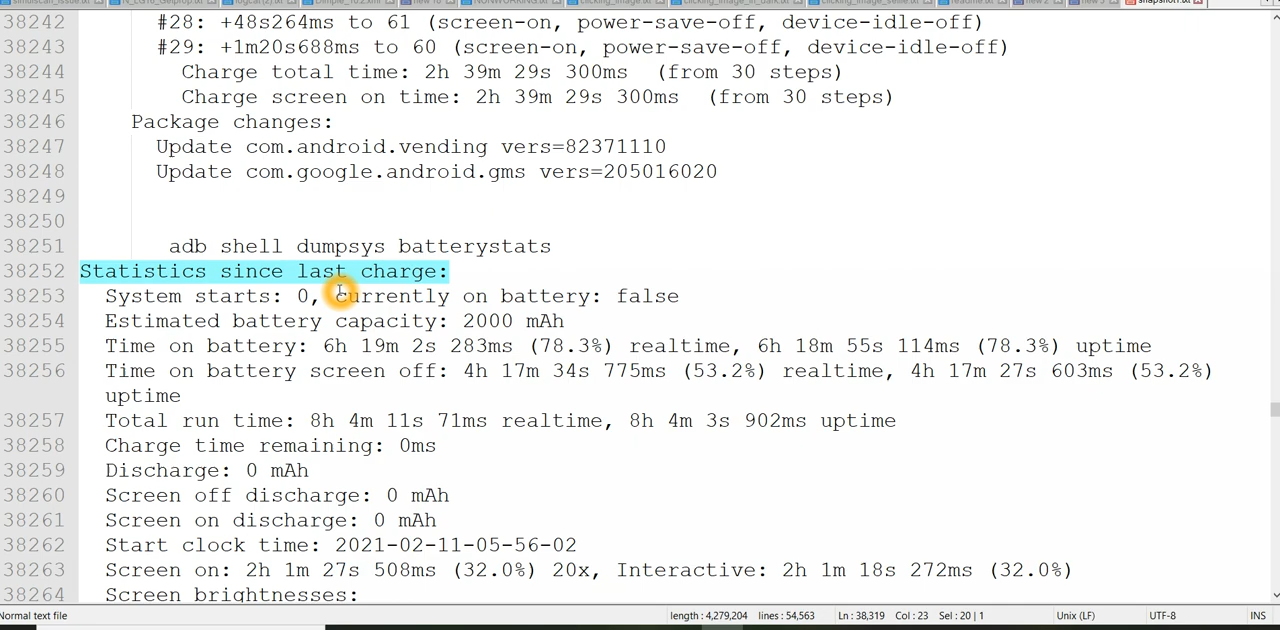 38242 #28: +48s264ms to 61 (screen-on, power-save-off, device-idle-off)
38243 #29: +1m20s688ms to 60 (screen-on, power-save-off, device-idle-off)
38244 Charge total time: 2h 39m 29s 300ms (from 30 steps)
38245 Charge screen on time: 2h 39m 29s 300ms (from 30 steps)
38246 Package changes:
38247 Update com.android.vending vers=82371110
38248 Update com.google.android.gms vers=205016020
38249
38250
38251 adb shell dumpsys batterystats
38252 Statistics since last charge:
38253 System starts: 0, currently on battery: false
38254 Estimated battery capacity: 2000 mAh
38255 Time on battery: 6h 19m 2s 283ms (78.3%) realtime, 6h 18m 55s 114ms (78.3%) uptime
38256 Time on battery screen off: 4h 17m 34s 775ms (53.2%) realtime, 4h 17m 27s 603ms (53.2%)
uptime
38257 Total run time: 8h 4m 11s 71ms realtime, 8h 4m 3s 902ms uptime
38258 Charge time remaining: 0ms
38259 Discharge: 0 mAh
38260 Screen off discharge: 0 mAh
38261 Screen on discharge: 0 mAh
38262 Start clock time: 2021-02-11-05-56-02
38263 Screen on: 2h 1m 27s 508ms (32.0%) 20x, Interactive: 2h 1m 18s 272ms (32.0%)
38264 Screen brightnesses:
Normal text file length : 4,279,204 lines : 54,563 Ln : 38,319 Col : 23 Sel : 20 | 1 Unix (LF) UTF-8 INS